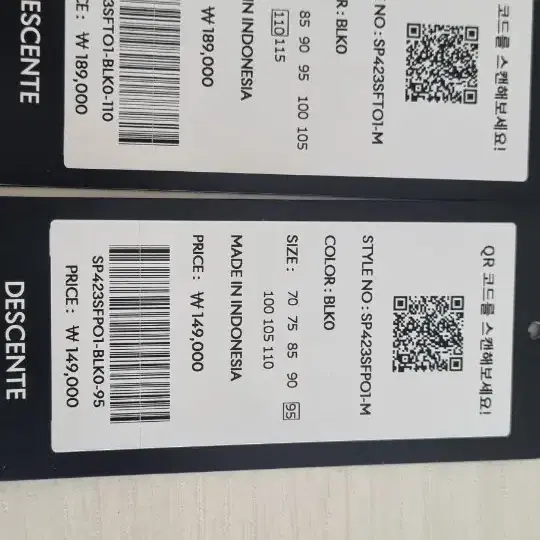 코드를 스캔해보세요!
NO : SP423SFTO1-M
R : BLK0
85 90 95 100 105
110 115
IN INDONESIA
₩ 189,000
3SFTO1-BLK0-110
CE : ₩ 189,000
ESCENTE
QR 코드를 스캔해보세요!
STYLE NO : SP423SFPO1-M
COLOR : BLK0
SIZE : 70 75 85 90 95
100 105 110
MADE IN INDONESIA
PRICE : ₩ 149,000
SP423SFPO1-BLK0-95
PRICE : ₩ 149,000
DESCENTE